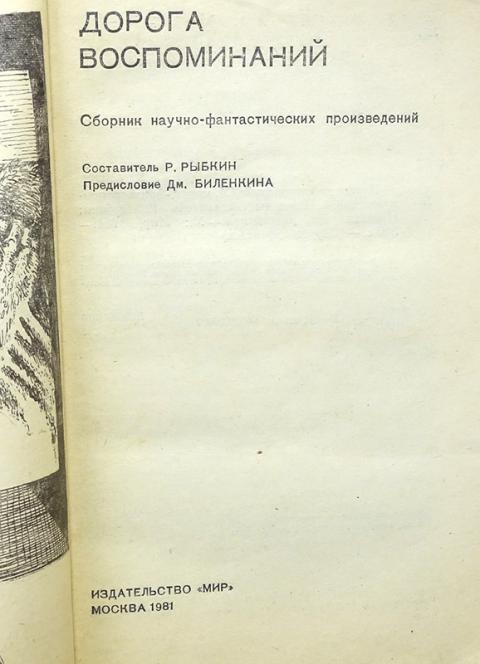 ДОРОГА
ВОСПОМИНАНИЙ
Сборник научно-фантастических произведений
Составитель Р. РЫБКИН
Предисловие Дм. БИЛЕНКИНА
ИЗДАТЕЛЬСТВО «МИР»
МОСКВА 1981